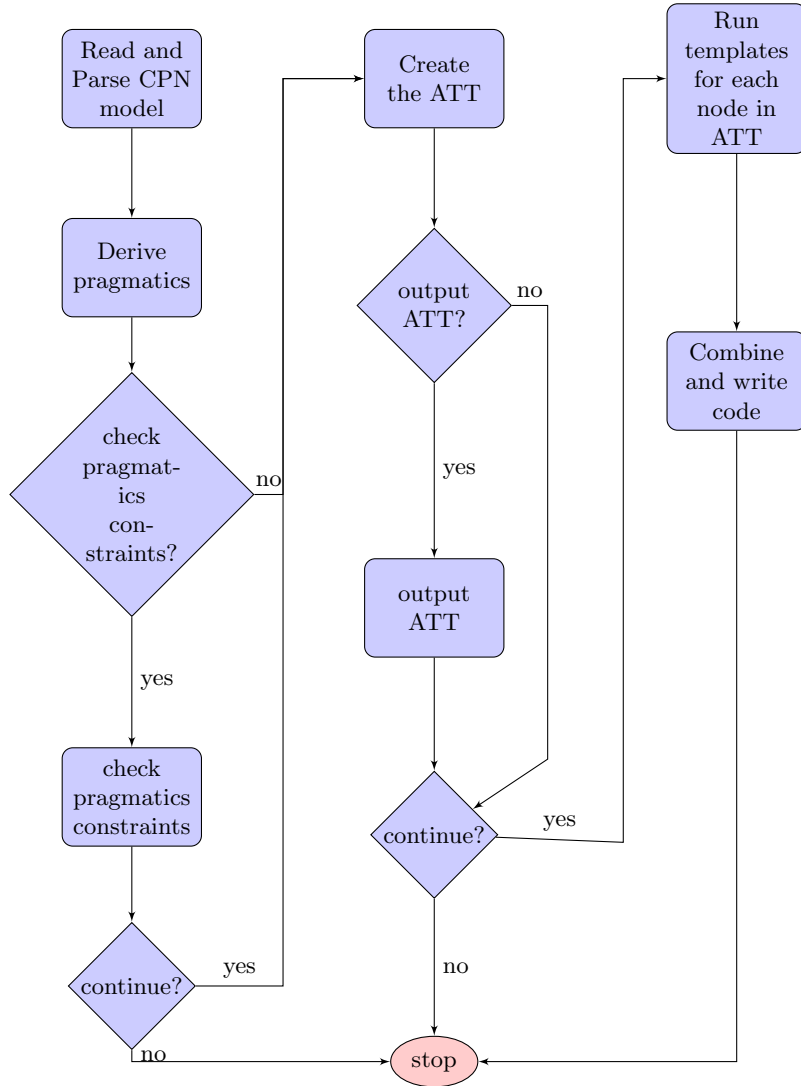 Read and
Parse CPN
model
Derive
pragmatics
check
pragmat-
ics
con-
straints?
no
yes
check
pragmatics
constraints
continue?
yes
no
Create
the ATT
output
ATT?
no
yes
output
ATT
continue?
yes
no
stop
Run
templates
for each
node in
ATT
Combine
and write
code